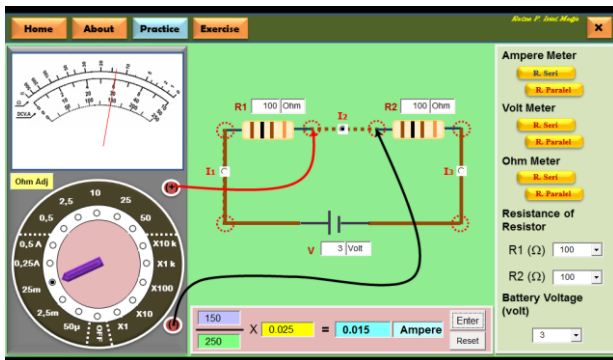 Home
About
Practice
Exercise
×
Ω
DCV.A
Ohm Adj
10
2,5
25
0,5
50
0,5 A
X10 k
0,25A
X1 k
25m
X100
2,5m
X10
50µ
OFF
X1
R1
100 Ohm
R2
100 Ohm
I2
I1
I3
V
3 Volt
150
250
X
0.025
=
0.015
Ampere
Enter
Reset
Ampere Meter
R. Seri
R. Paralel
Volt Meter
R. Seri
R. Paralel
Ohm Meter
R. Seri
R. Paralel
Resistance of
Resistor
R1 (Ω) 100
R2 (Ω) 100
Battery Voltage
(volt)
3